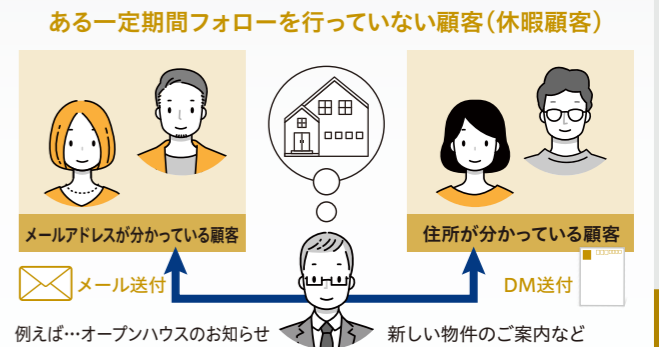 ある一定期間フォローを行っていない顧客（休暇顧客）
メールアドレスが分かっている顧客
住所が分かっている顧客
メール送付
DM送付
例えば…オープンハウスのお知らせ
新しい物件のご案内など